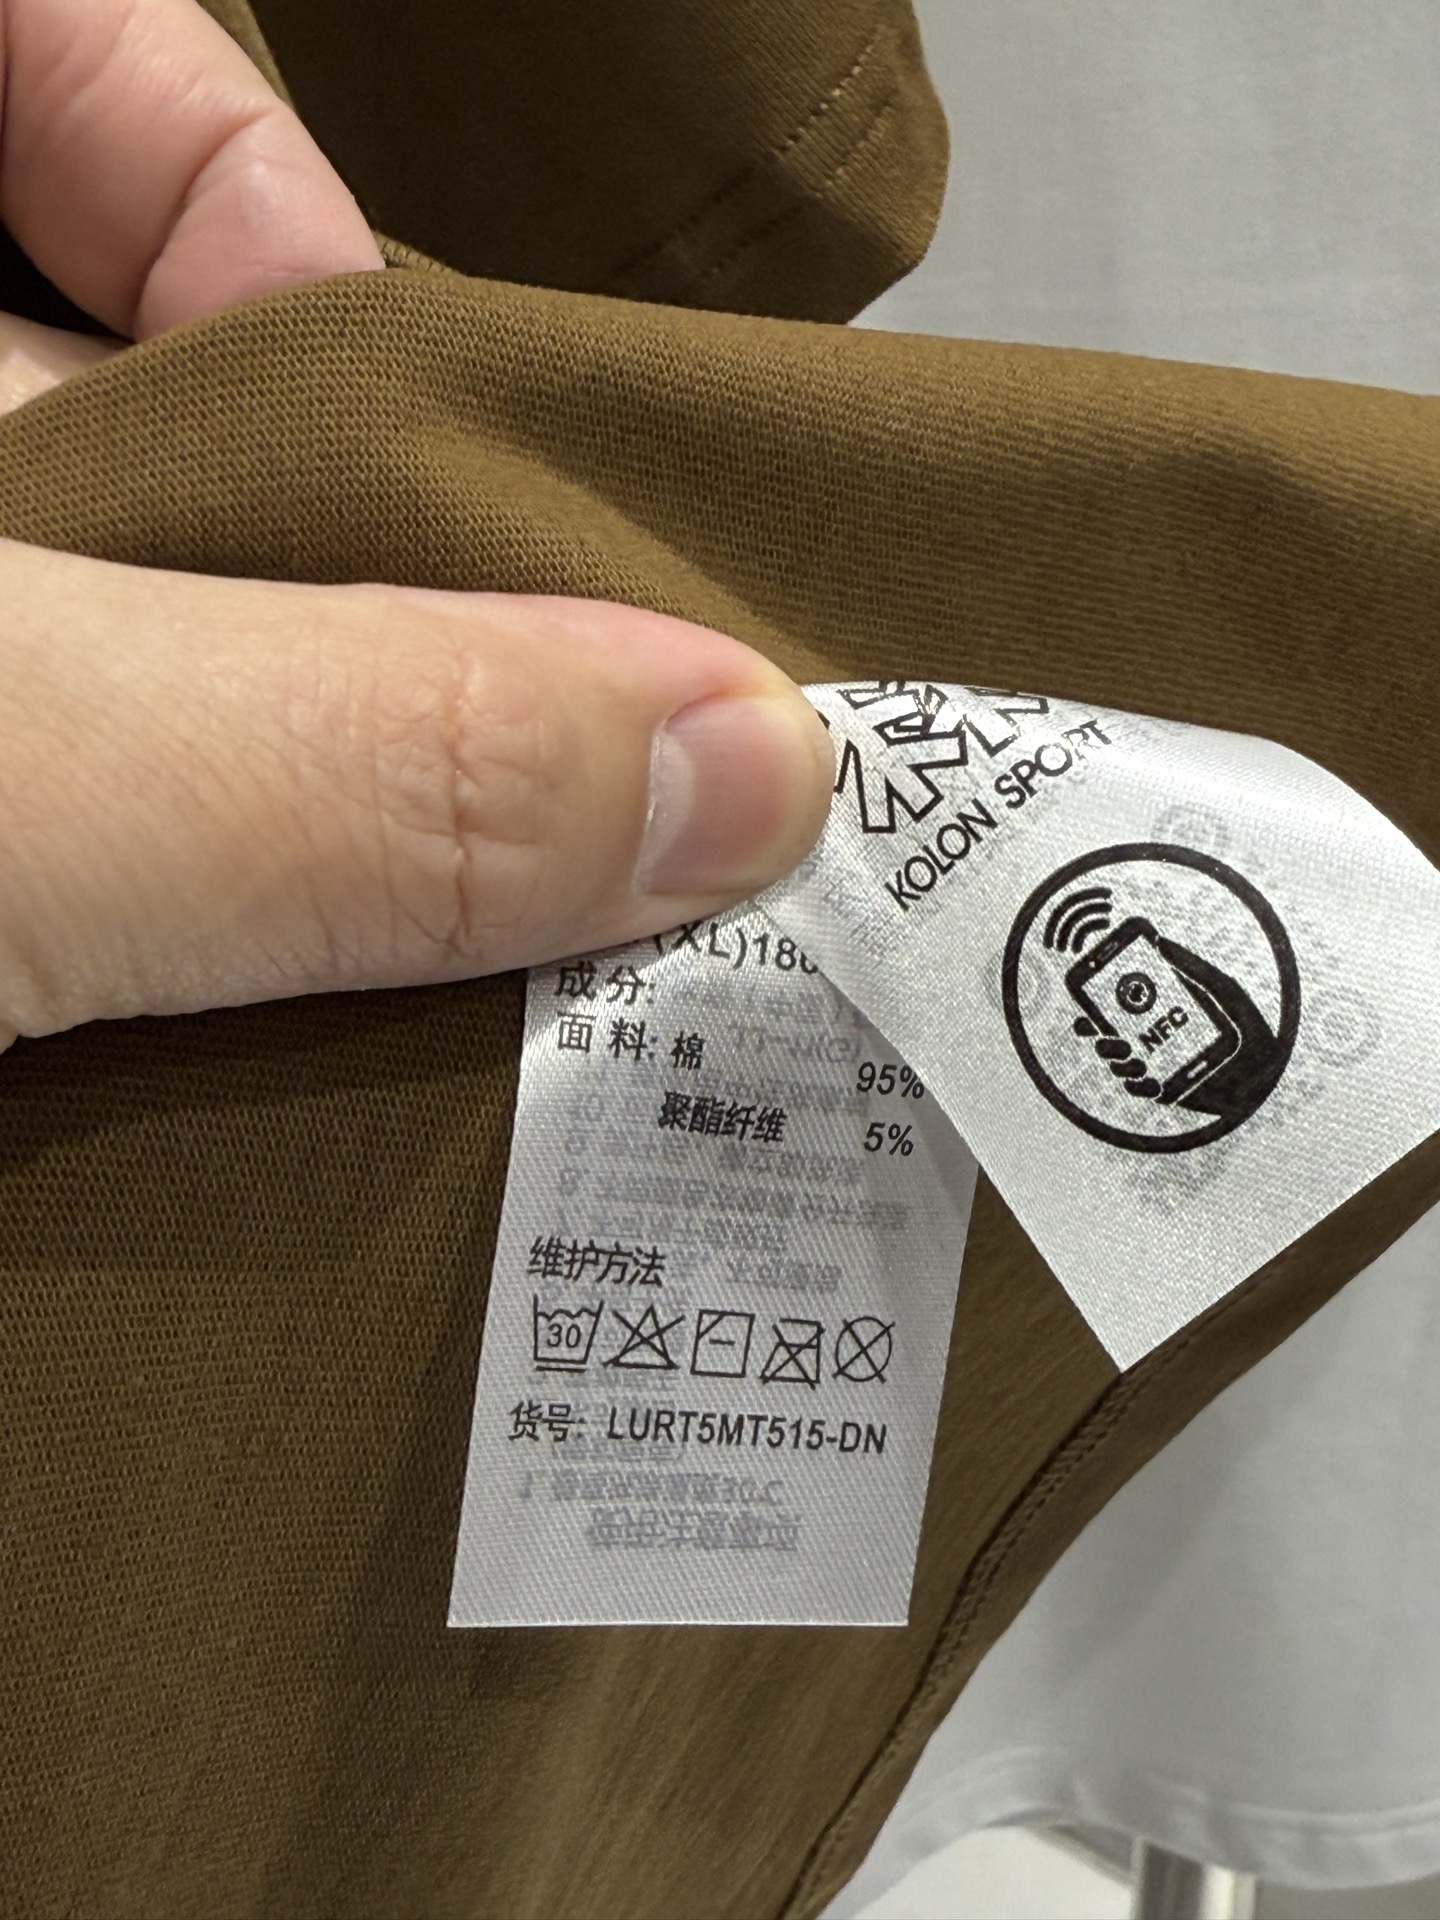 KOLON SPORT
NFC
(XL)180
成 分:
面 料: 棉 95%
聚酯纤维 5%
维护方法
30
货号: LURT5MT515-DN